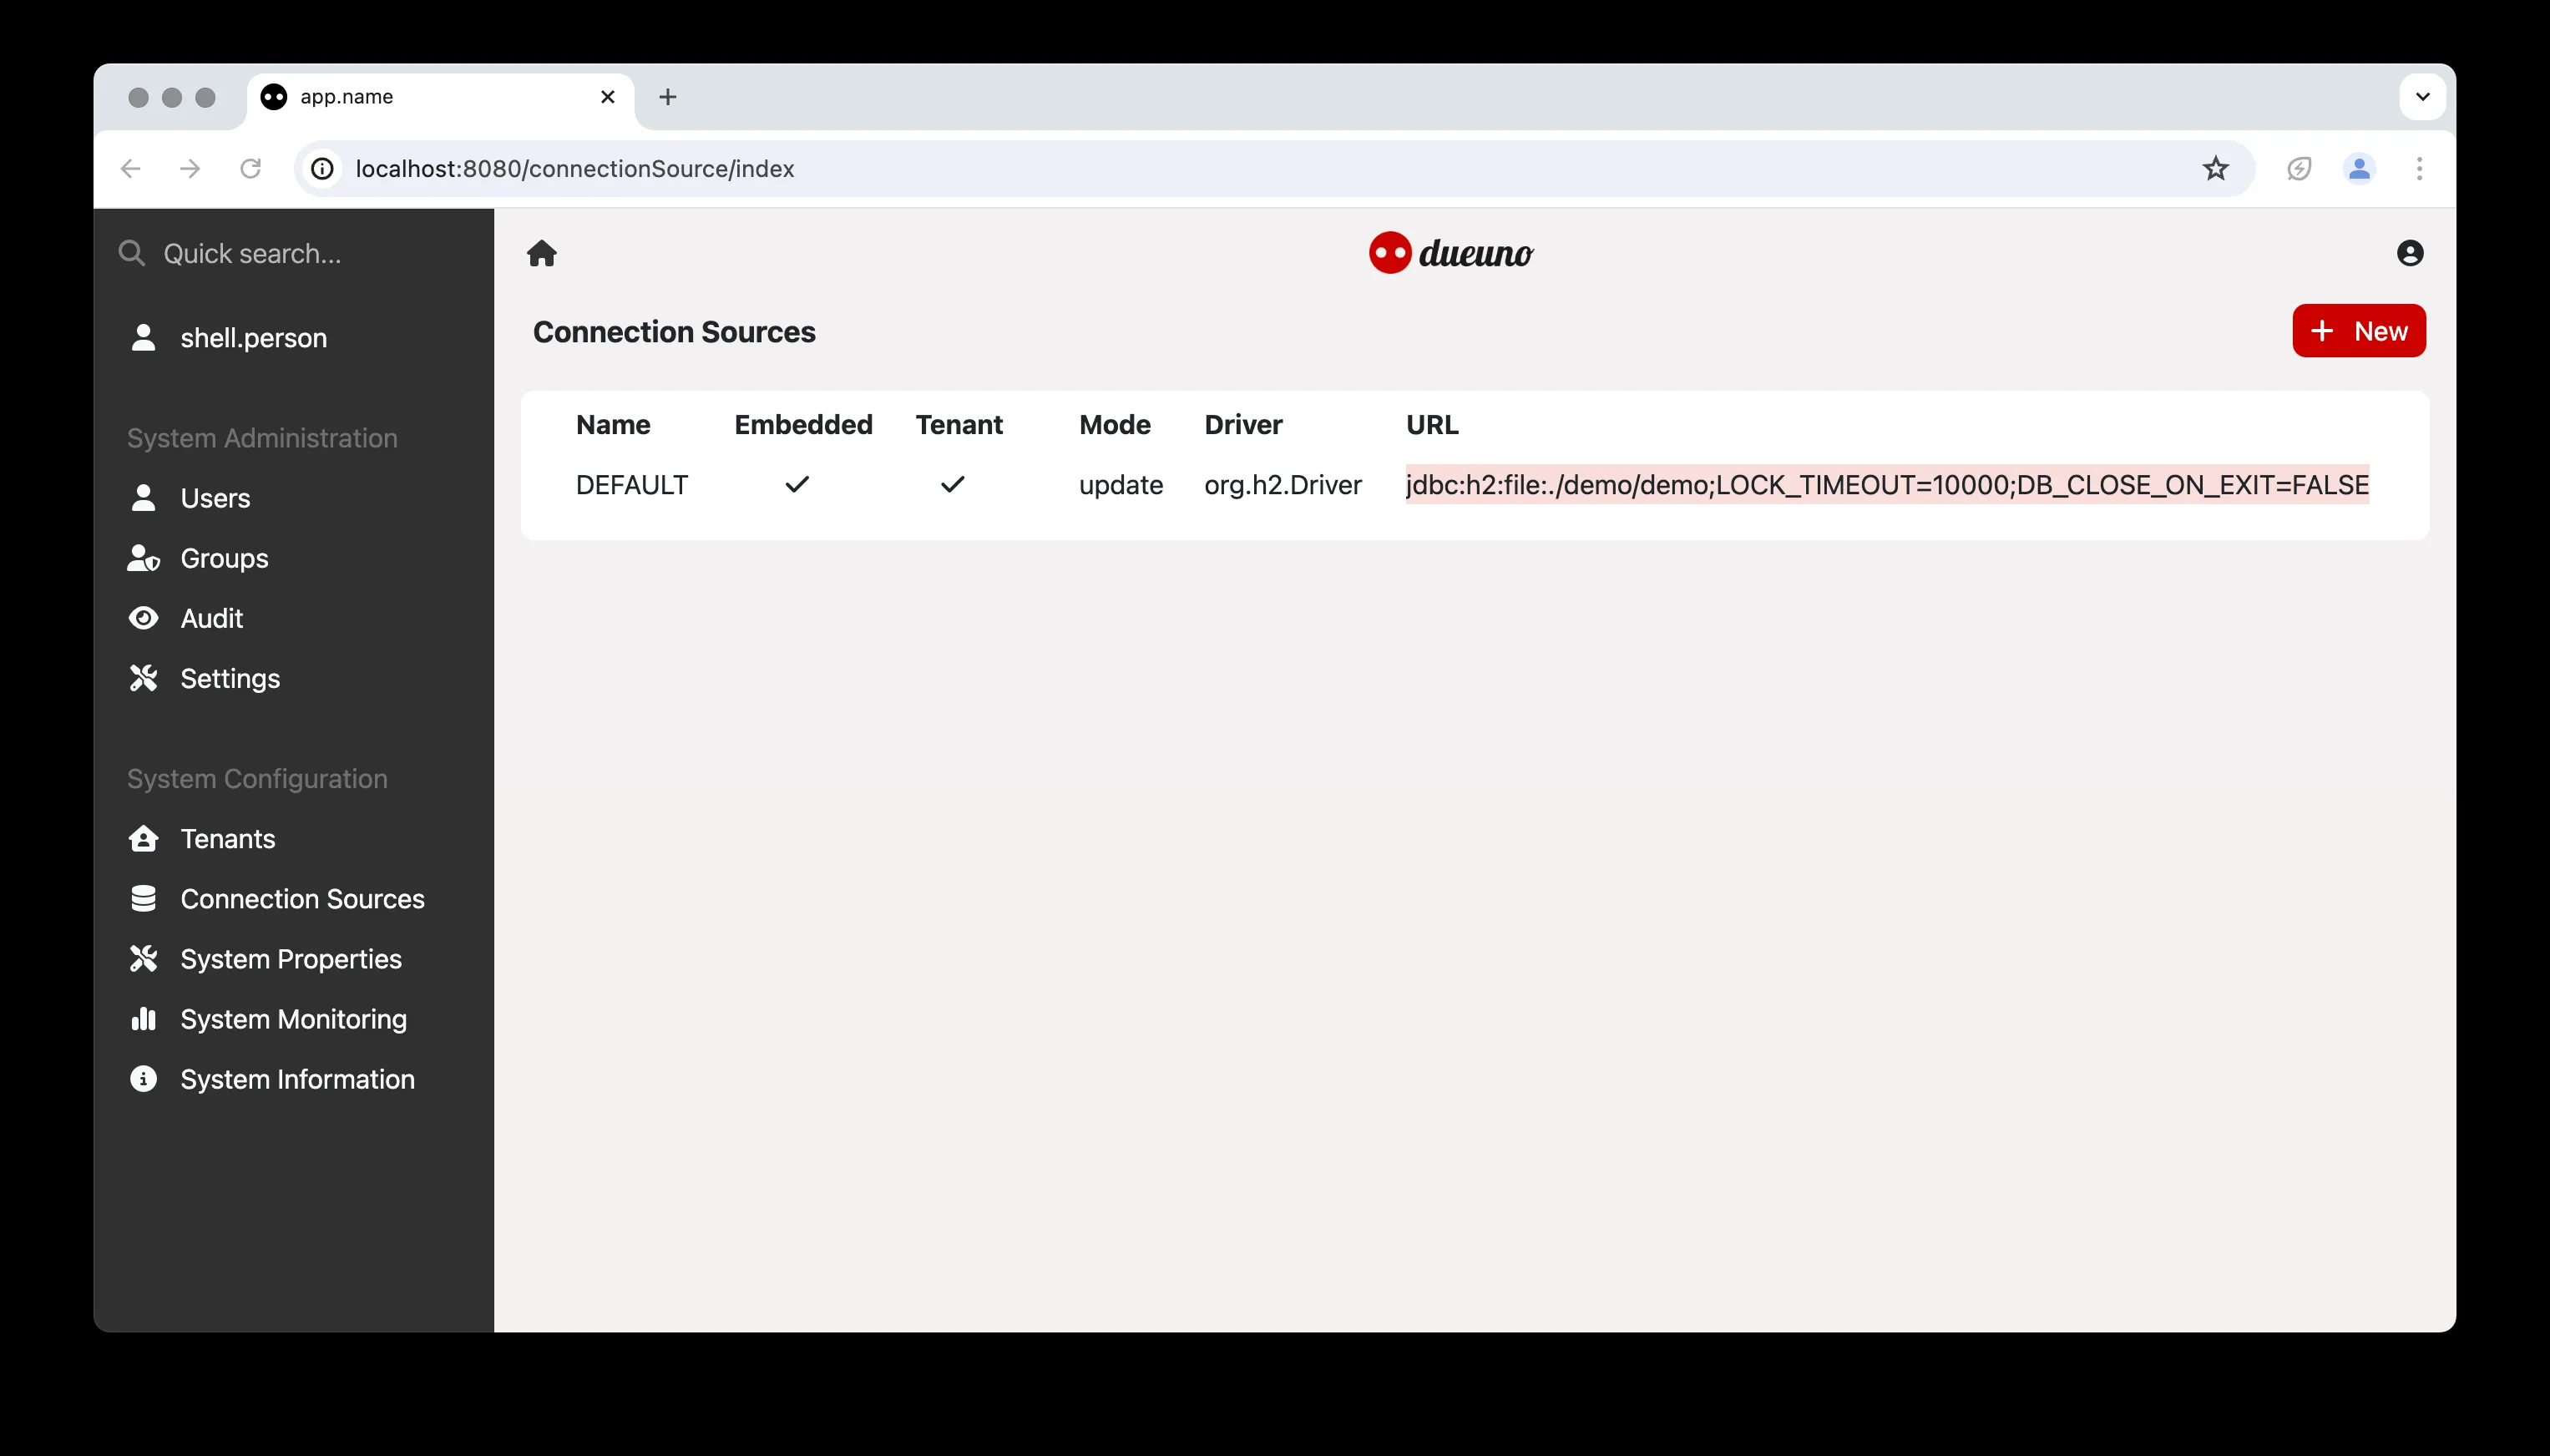 app.name
localhost:8080/connectionSource/index
Quick search...
dueuno
shell.person
Connection Sources
New
System Administration
Users
Groups
Audit
Settings
System Configuration
Tenants
Connection Sources
System Properties
System Monitoring
System Information
Name Embedded Tenant Mode Driver URL
DEFAULT update org.h2.Driver jdbc:h2:file:./demo/demo;LOCK_TIMEOUT=10000;DB_CLOSE_ON_EXIT=FALSE